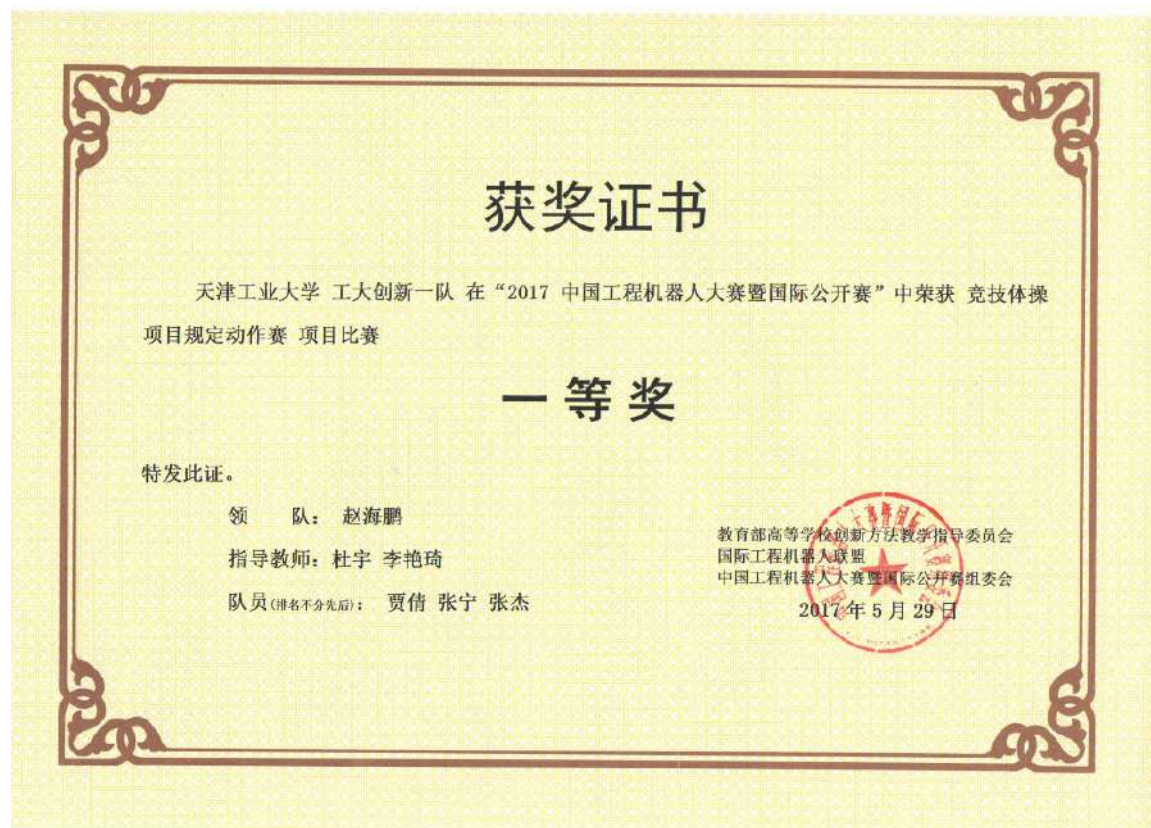 获奖证书
天津工业大学 工大创新一队 在“2017 中国工程机器人大赛暨国际公开赛”中荣获 竞技体操
项目规定动作赛 项目比赛
一等奖
特发此证。
领 队： 赵海鹏
指导教师：杜宇 李艳琦
队员(排名不分先后)： 贾倩 张宁 张杰
教育部高等学校创新方法教学指导委员会
国际工程机器人联盟
中国工程机器人大赛暨国际公开赛组委会
2017 年 5 月 29 日